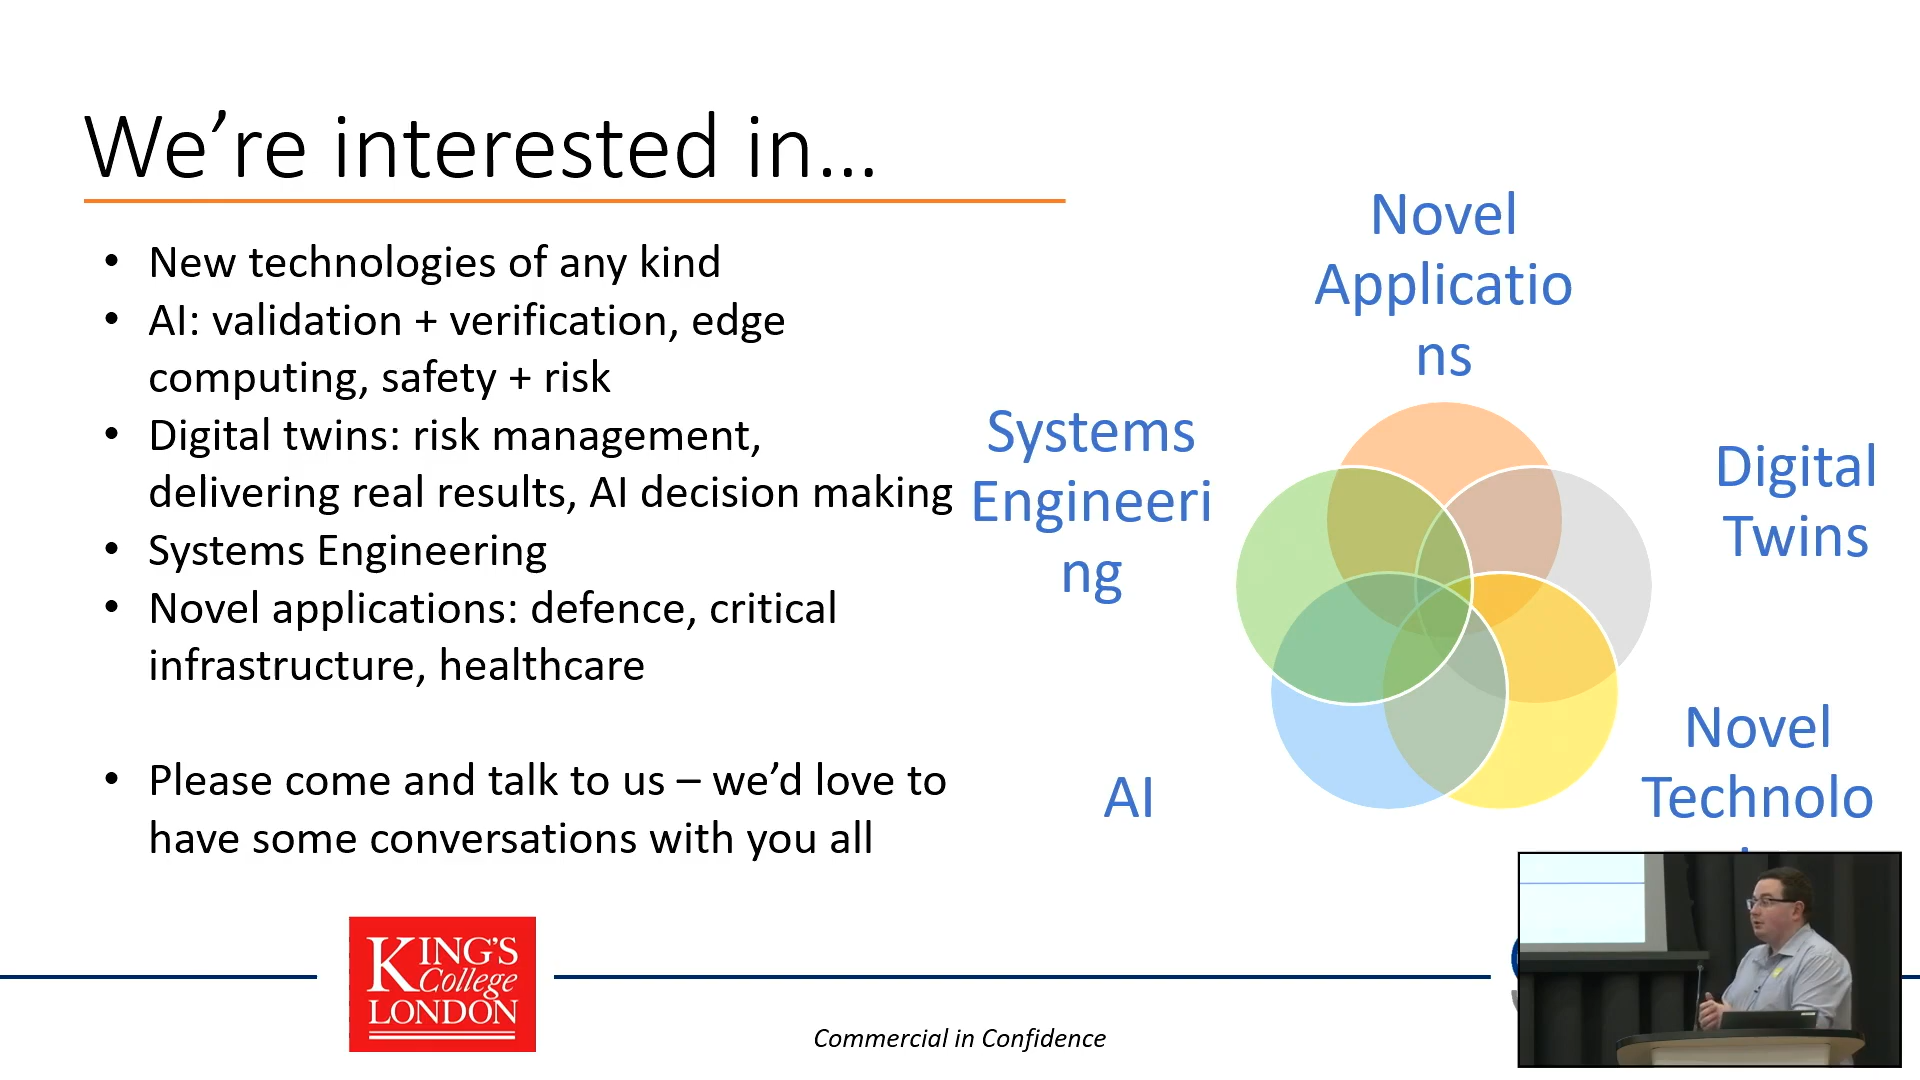 We’re interested in…
• New technologies of any kind
• AI: validation + verification, edge
computing, safety + risk
• Digital twins: risk management,
delivering real results, AI decision making
• Systems Engineering
• Novel applications: defence, critical
infrastructure, healthcare
• Please come and talk to us – we’d love to
have some conversations with you all
Novel
Applicatio
ns
Systems
Engineeri
ng
Digital
Twins
AI
Novel
Technolo
KING'S
College
LONDON
Commercial in Confidence